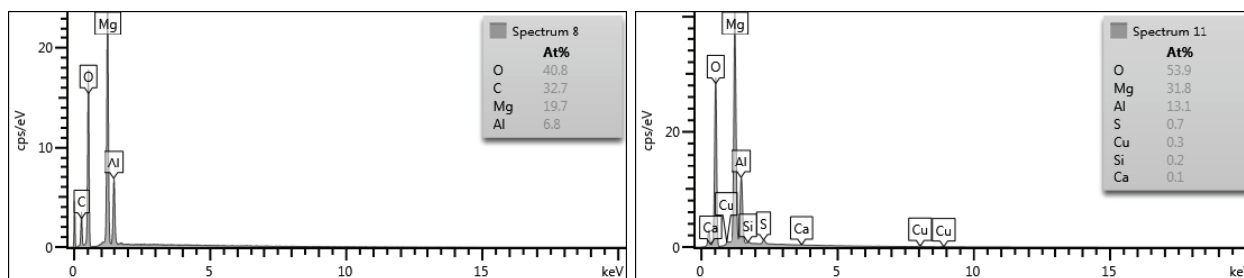 Spectrum 8
At%
O 40.8
C 32.7
Mg 19.7
Al 6.8
Mg
O
Al
C
20
10
0
cps/eV
0 5 10 15 keV
Spectrum 11
At%
O 53.9
Mg 31.8
Al 13.1
S 0.7
Cu 0.3
Si 0.2
Ca 0.1
Mg
O
Al
Cu
Ca Si S Ca Cu Cu
20
0
cps/eV
0 5 10 15 ke